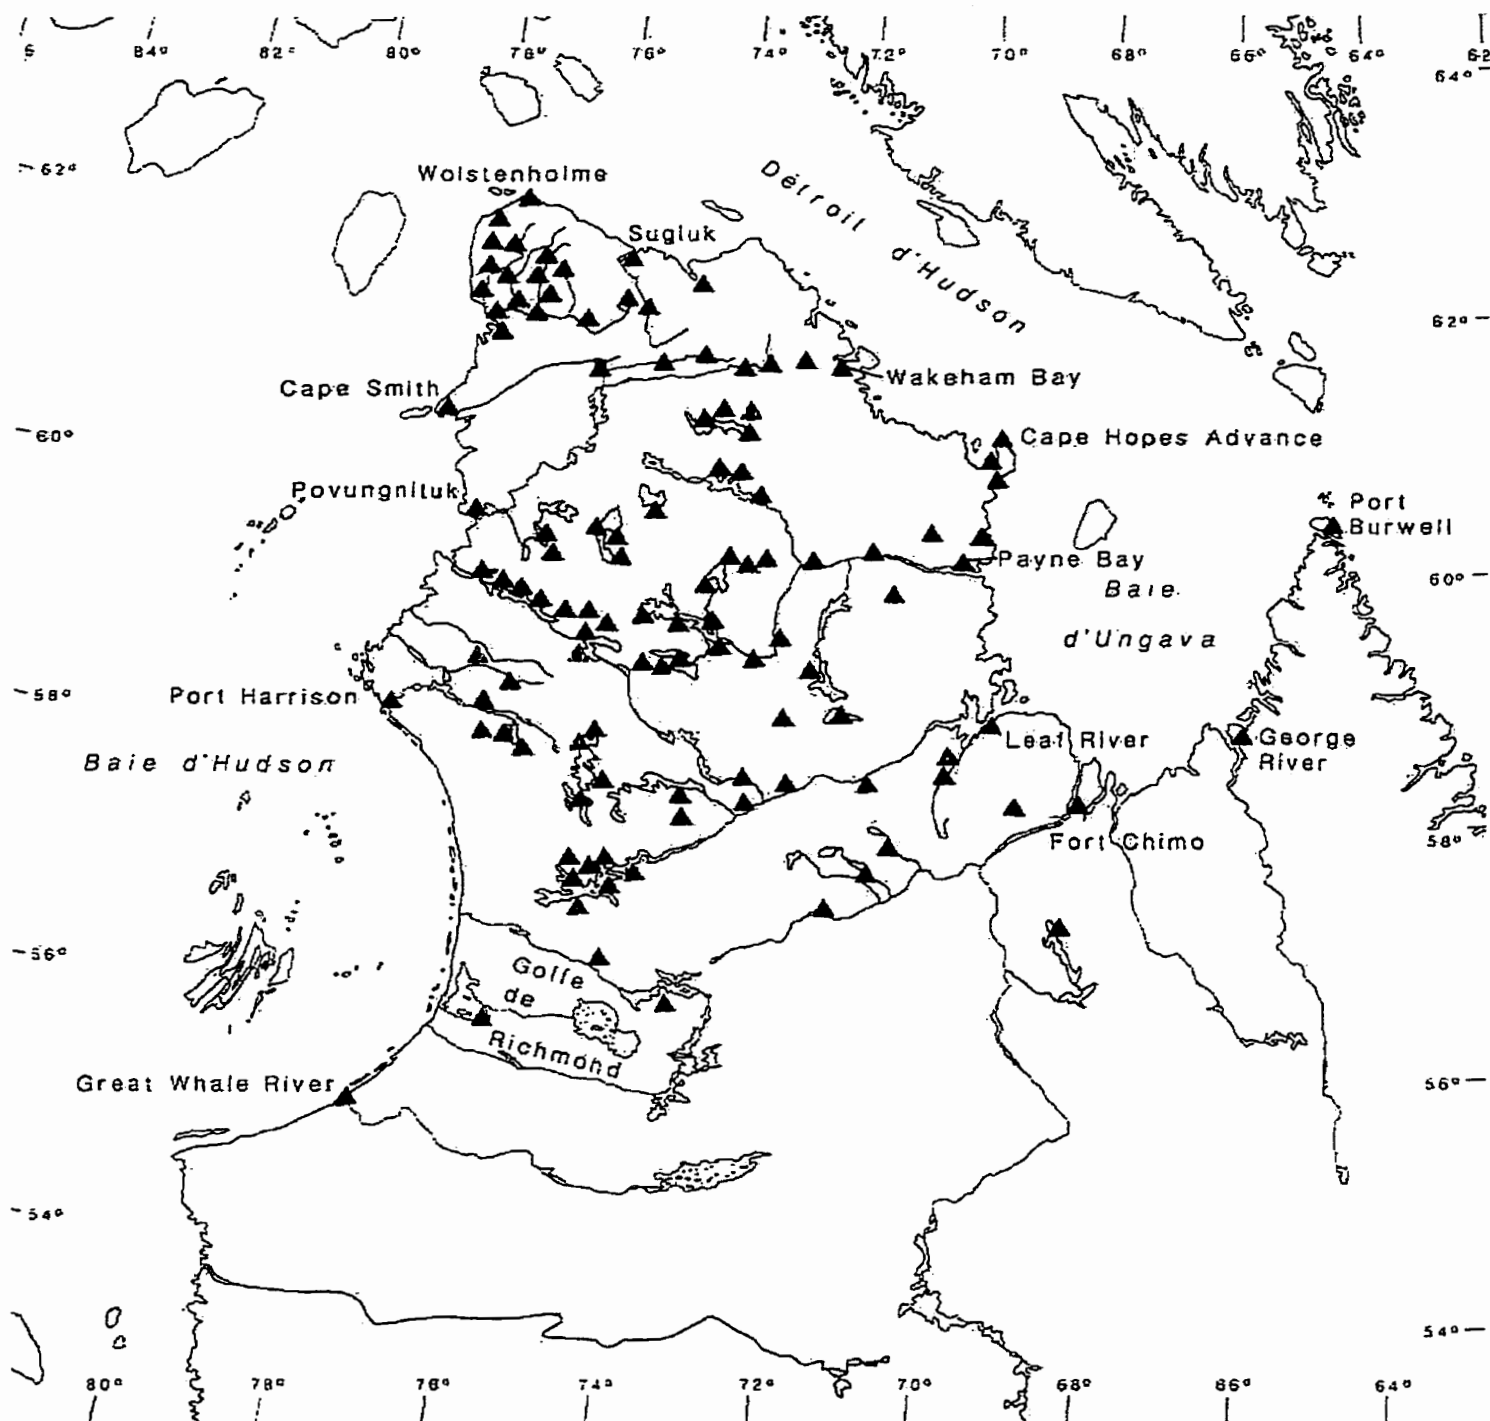 84° 82° 80° 78° 76° 74° 72° 70° 68° 66° 64° 62
64°
62°
Wolstenholme
Sugluk
Détroit
d'Hudson
62°
Cape Smith
Wakeham Bay
60°
Cape Hopes Advance
Povungnituk
Port
Burwell
Payne Bay
60°
Baie
d'Ungava
58°
Port Harrison
Leaf River
George
River
Baie d'Hudson
58°
Fort Chimo
56°
Golfe
de
Richmond
Great Whale River
56°
54°
54°
80° 78° 76° 74° 72° 70° 68° 66° 64°